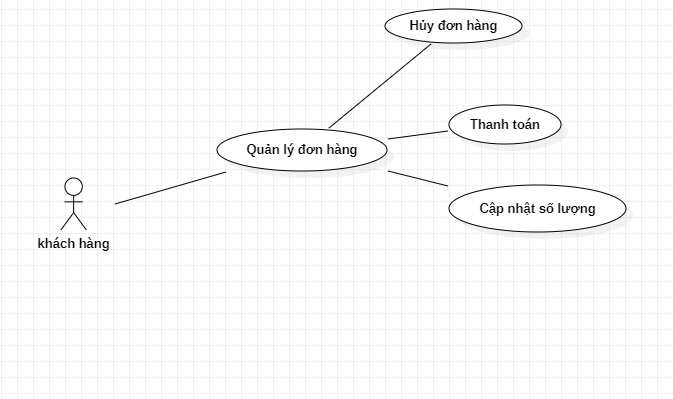 Hủy đơn hàng
Thanh toán
Quản lý đơn hàng
Cập nhật số lượng
khách hàng